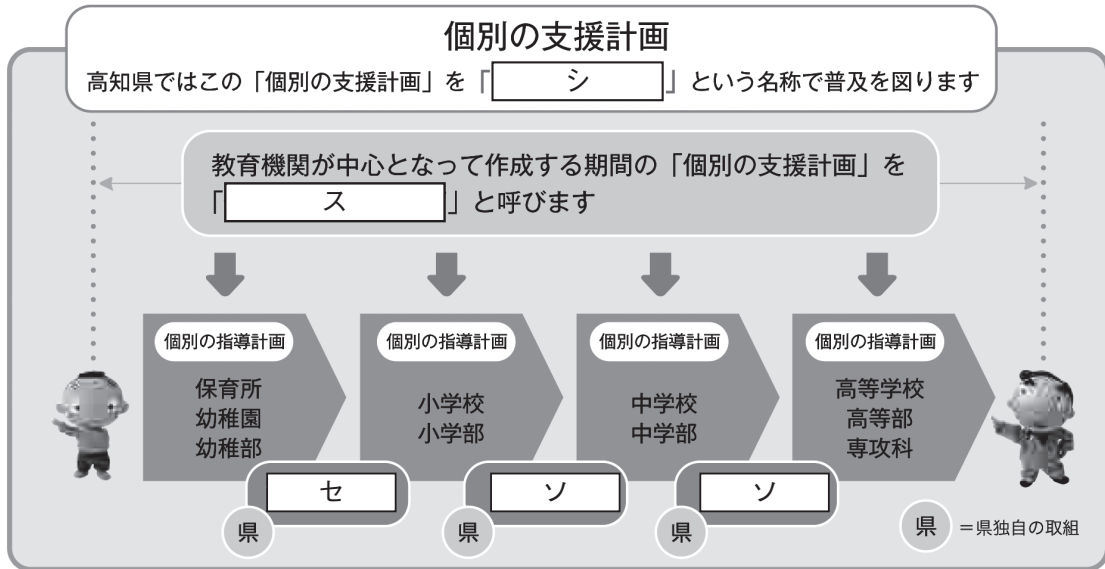 個別の支援計画
高知県ではこの「個別の支援計画」を「 シ 」という名称で普及を図ります
教育機関が中心となって作成する期間の「個別の支援計画」を
「 ス 」と呼びます
個別の指導計画
保育所
幼稚園
幼稚部
個別の指導計画
小学校
小学部
個別の指導計画
中学校
中学部
個別の指導計画
高等学校
高等部
専攻科
セ
県
ソ
県
ソ
県
県 =県独自の取組